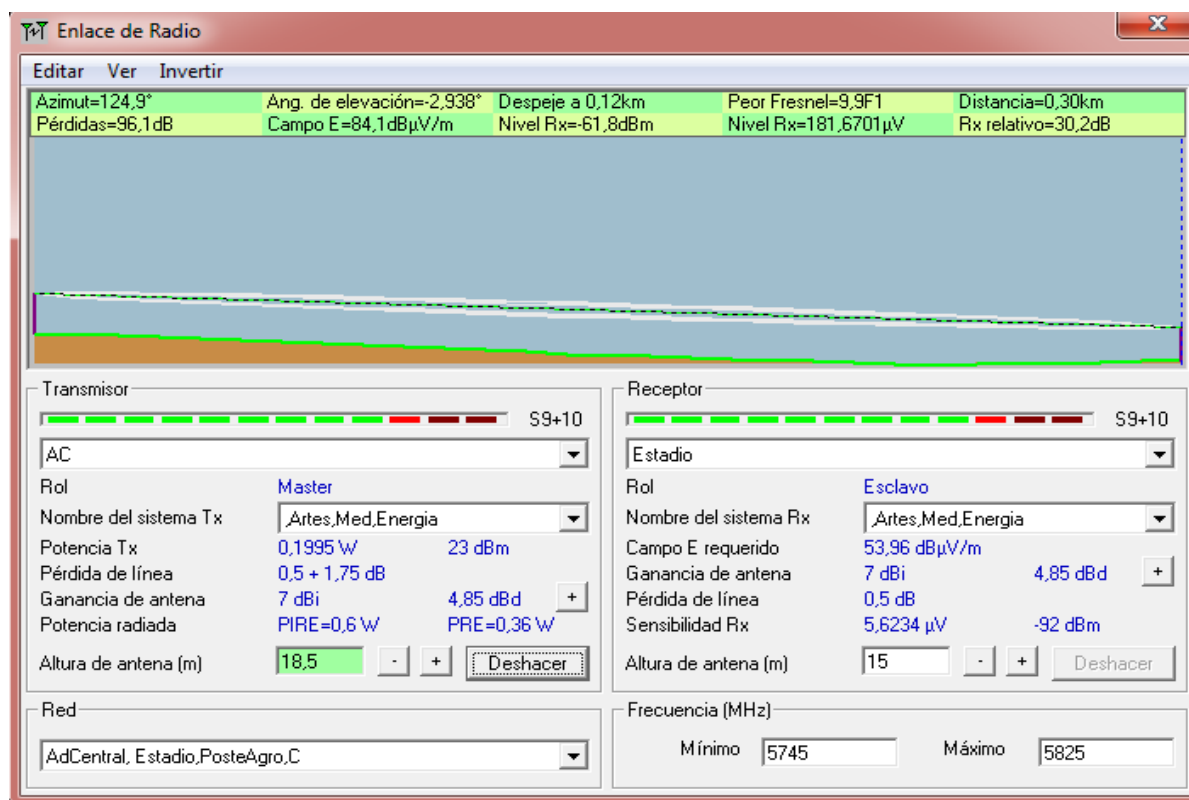 Enlace de Radio
Editar Ver Invertir
Azimut=124,9° Ang. de elevación=-2,938° Despeje a 0,12km Peor Fresnel=9,9F1 Distancia=0,30km
Pérdidas=96,1dB Campo E=84,1dBµV/m Nivel Rx=-61,8dBm Nivel Rx=181,6701µV Rx relativo=30,2dB
Transmisor
S9+10
AC
Rol Master
Nombre del sistema Tx ,Artes,Med,Energia
Potencia Tx 0,1995 W 23 dBm
Pérdida de línea 0,5 + 1,75 dB
Ganancia de antena 7 dBi 4,85 dBd +
Potencia radiada PIRE=0,6 W PRE=0,36 W
Altura de antena (m) 18,5 - + Deshacer
Receptor
S9+10
Estadio
Rol Esclavo
Nombre del sistema Rx ,Artes,Med,Energia
Campo E requerido 53,96 dBµV/m
Ganancia de antena 7 dBi 4,85 dBd +
Pérdida de línea 0,5 dB
Sensibilidad Rx 5,6234 µV -92 dBm
Altura de antena (m) 15 - + Deshacer
Red
AdCentral, Estadio,PosteAgro,C
Frecuencia (MHz)
Mínimo 5745 Máximo 5825